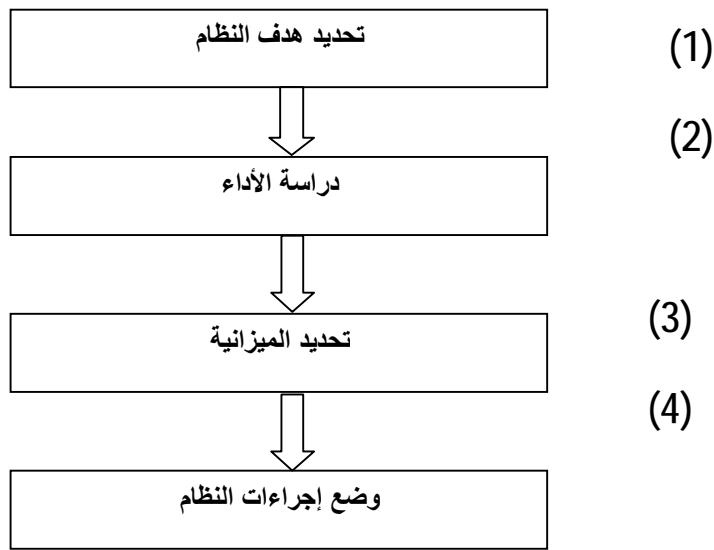 تحديد هدف النظام
(1)
(2)
دراسة الأداء
(3)
تحديد الميزانية
(4)
وضع إجراءات النظام